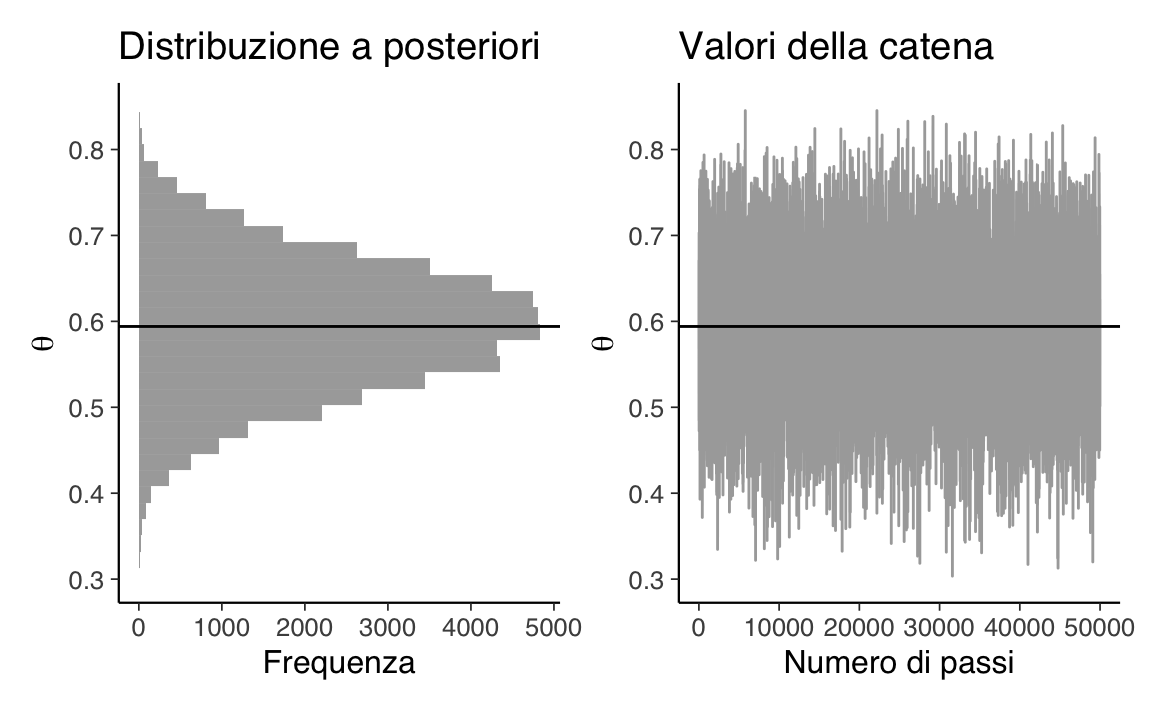 Distribuzione a posteriori
0.8
0.7
0.6
0.5
0.4
0.3
θ
0 1000 2000 3000 4000 5000
Frequenza
Valori della catena
0.8
0.7
0.6
0.5
0.4
0.3
θ
0 10000 20000 30000 40000 50000
Numero di passi